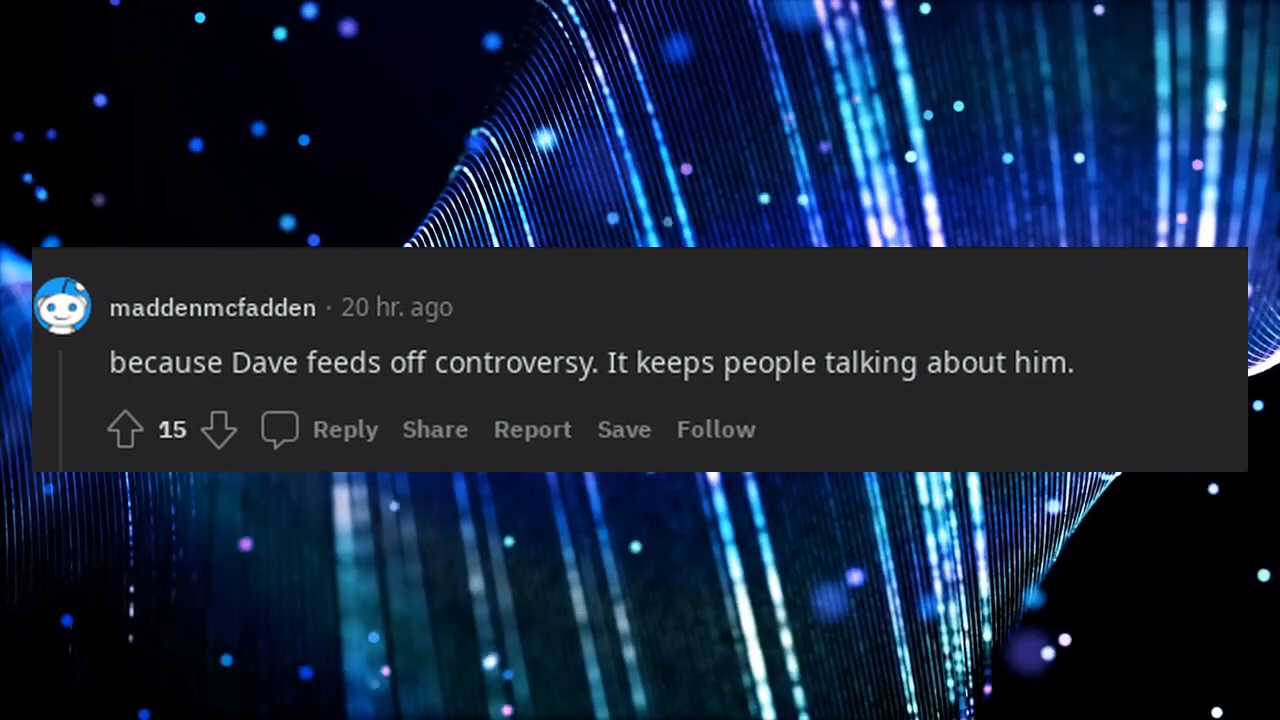 maddenmcfadden · 20 hr. ago
because Dave feeds off controversy. It keeps people talking about him.
15 Reply Share Report Save Follow